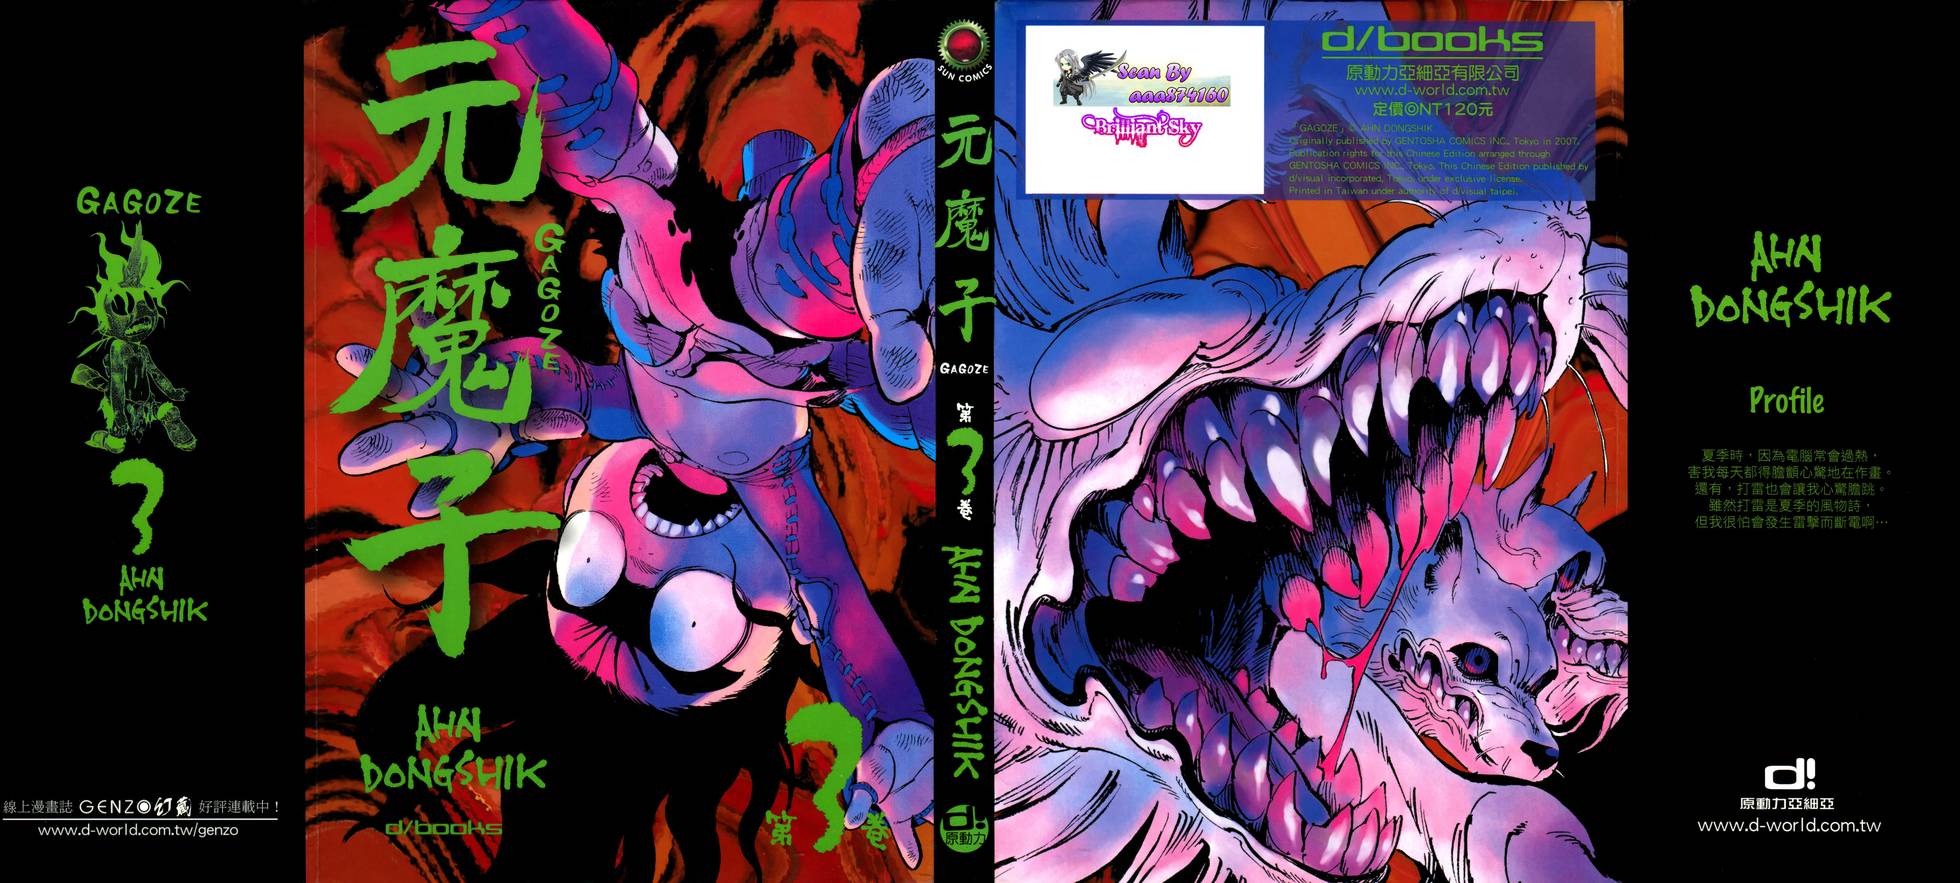 GAGOZE
3
AHN
DONGSHIK
線上漫畫誌 GENZO 幻蔵 好評連載中！
www.d-world.com.tw/genzo
元魔子
GAGOZE
AHN
DONGSHIK
d/books
第3巻
SUN COMICS
元魔子
GAGOZE
第3巻
AHN DONGSHIK
d!
原動力
Scan By
aaa874160
Brilliant Sky
d/books
原動力亞細亞有限公司
www.d-world.com.tw
定價◎NT120元
「GAGOZE」© AHN DONGSHIK
Originally published by GENTOSHA COMICS INC., Tokyo in 2007.
Publication rights for this Chinese Edition arranged through
GENTOSHA COMICS INC., Tokyo. This Chinese Edition published by
d/visual incorporated, Tokyo under exclusive license.
Printed in Taiwan under authority of d/visual taipei.
AHN
DONGSHIK
Profile
夏季時，因為電腦常會過熱，
害我每天都得膽顫心驚地在作畫。
還有，打雷也會讓我心驚膽跳。
雖然打雷是夏季的風物詩，
但我很怕會發生雷擊而斷電啊…
d!
原動力亞細亞
www.d-world.com.tw